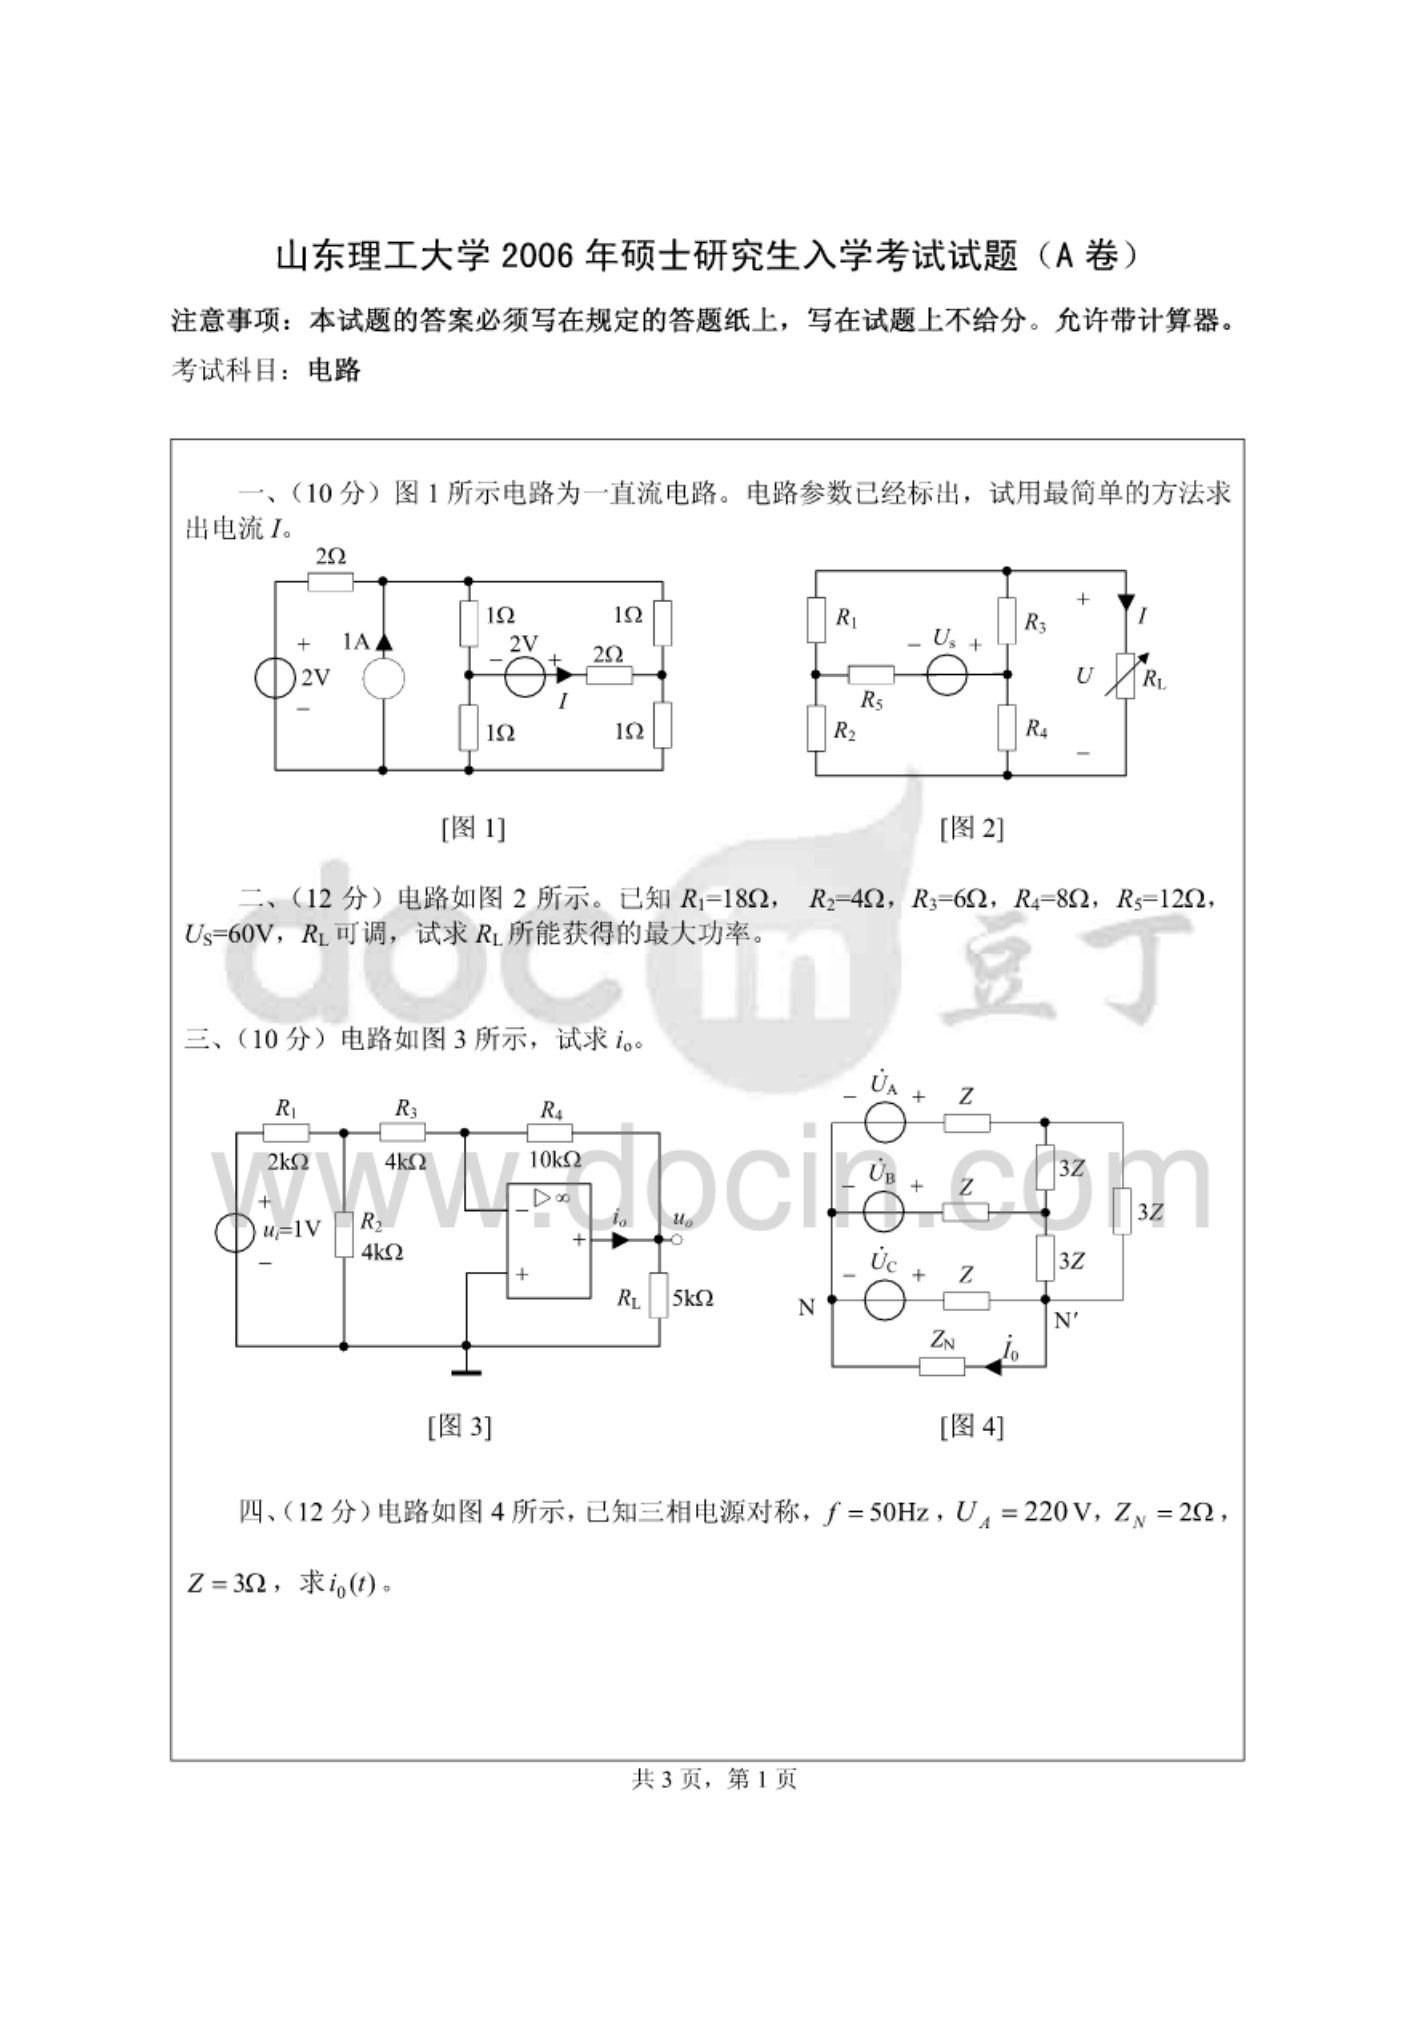 山东理工大学 2006 年硕士研究生入学考试试题（A 卷）
注意事项：本试题的答案必须写在规定的答题纸上，写在试题上不给分。允许带计算器。
考试科目：电路
一、（10 分）图 1 所示电路为一直流电路。电路参数已经标出，试用最简单的方法求
出电流 I。
2Ω
+
2V
−
1A
1Ω
1Ω
2V
− +
2Ω
I
1Ω
1Ω
R1
R3
− Us +
R5
R2
R4
+
U
−
I
RL
[图 1]
[图 2]
二、（12 分）电路如图 2 所示。已知 R1=18Ω， R2=4Ω，R3=6Ω，R4=8Ω，R5=12Ω，
US=60V，RL 可调，试求 RL 所能获得的最大功率。
三、（10 分）电路如图 3 所示，试求 io。
R1
2kΩ
R3
4kΩ
R4
10kΩ
+
ui=1V
−
R2
4kΩ
▷ ∞
−
+
+
io
uo
RL
5kΩ
− U̇A + Z
− U̇B + Z
− U̇C + Z
3Z
3Z
3Z
N
N′
ZN
İ0
[图 3]
[图 4]
四、（12 分）电路如图 4 所示，已知三相电源对称，f = 50Hz，UA = 220 V，ZN = 2Ω，
Z = 3Ω，求 i0(t)。
共 3 页，第 1 页
docin 豆丁
www.docin.com